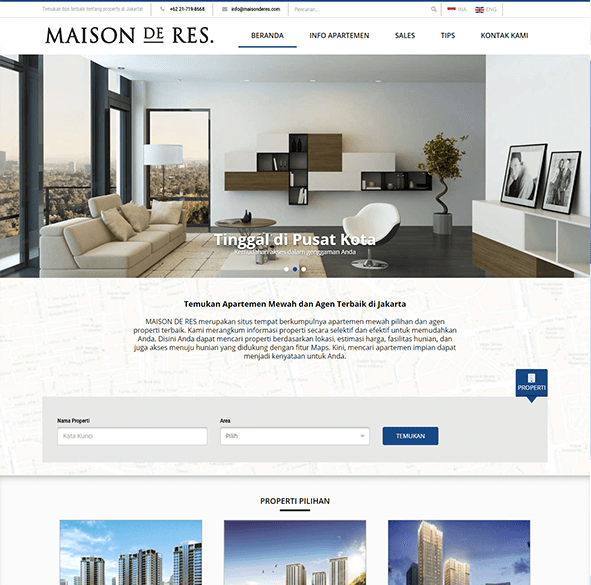 Temukan tips terbaik tentang property di Jakarta!
+62 21-719-8668
info@maisonderes.com
Pencarian...
INA
ENG
MAISON DE RES.
BERANDA
INFO APARTEMEN
SALES
TIPS
KONTAK KAMI
Tinggal di Pusat Kota
Kemudahan akses dalam genggaman Anda
Temukan Apartemen Mewah dan Agen Terbaik di Jakarta
MAISON DE RES merupakan situs tempat berkumpulnya apartemen mewah pilihan dan agen
properti terbaik. Kami merangkum informasi properti secara selektif dan efektif untuk memudahkan
Anda. Disini Anda dapat mencari properti berdasarkan lokasi, estimasi harga, fasilitas hunian, dan
juga akses menuju hunian yang didukung dengan fitur Maps. Kini, mencari apartemen impian dapat
menjadi kenyataan untuk Anda.
PROPERTI
Nama Properti
Area
Kata Kunci
Pilih
TEMUKAN
PROPERTI PILIHAN